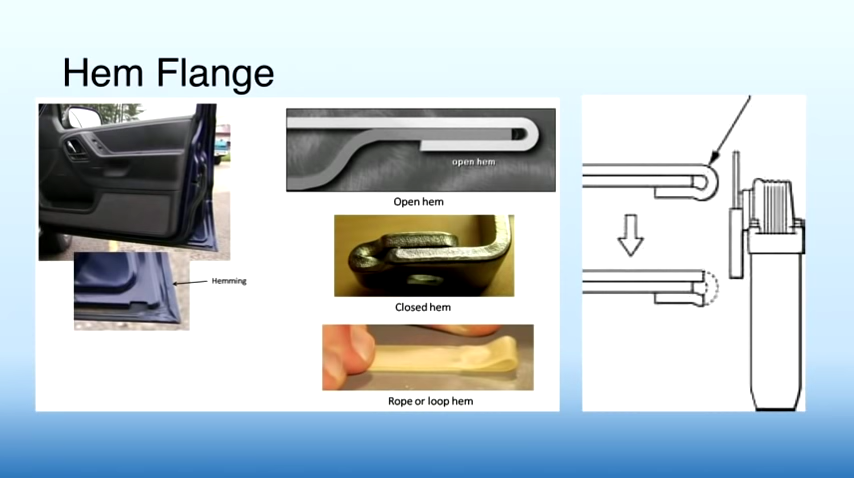 Hem Flange
open hem
Open hem
Closed hem
Hemming
Rope or loop hem